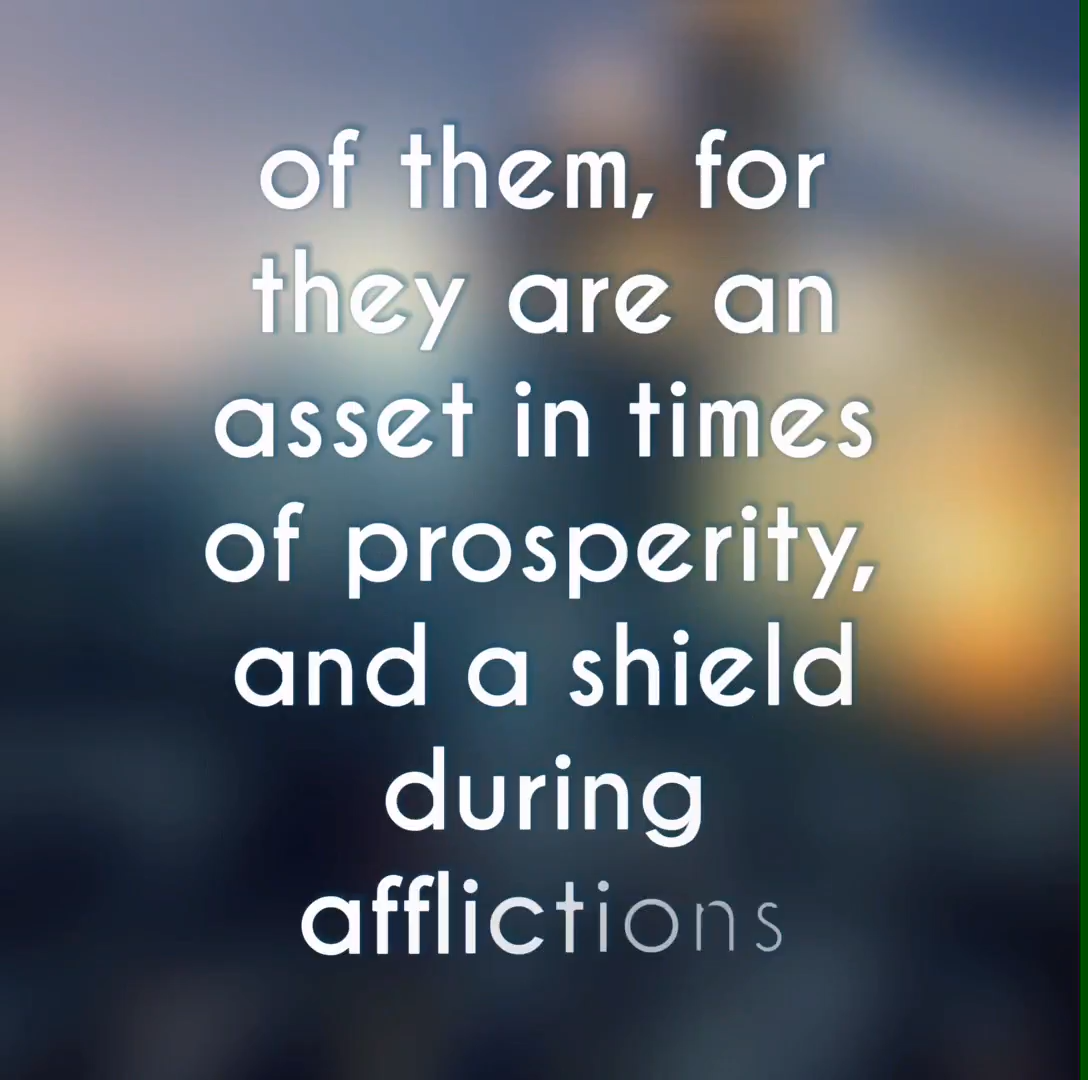 of them, for
they are an
asset in times
of prosperity,
and a shield
during
afflictions